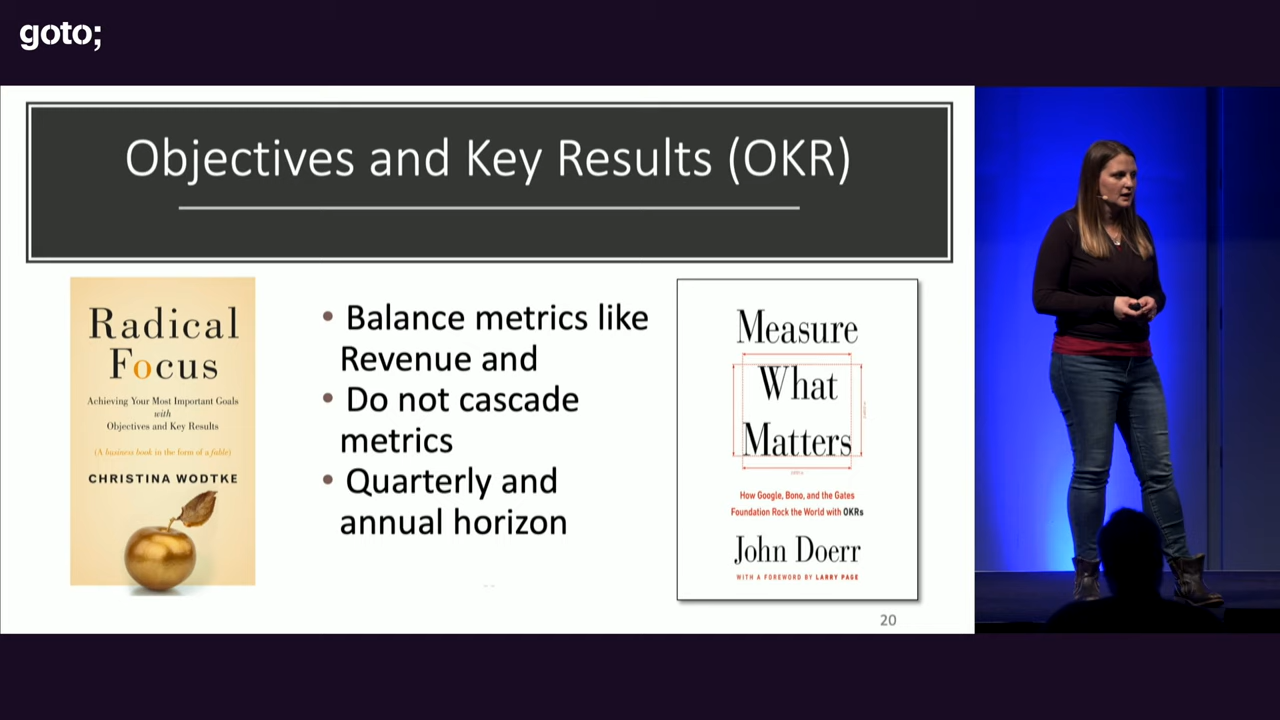 goto;
Objectives and Key Results (OKR)
Radical
Focus
Achieving Your Most Important Goals
with
Objectives and Key Results
(A business book in the form of a fable)
CHRISTINA WODTKE
• Balance metrics like
Revenue and
• Do not cascade
metrics
• Quarterly and
annual horizon
Measure
What
Matters
How Google, Bono, and the Gates
Foundation Rock the World with OKRs
John Doerr
WITH A FOREWORD BY LARRY PAGE
20